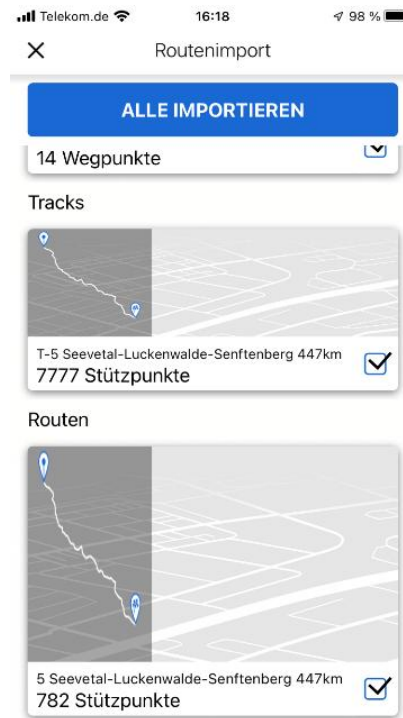 Telekom.de 16:18 98 %
Routenimport
ALLE IMPORTIEREN
14 Wegpunkte
Tracks
T-5 Seevetal-Luckenwalde-Senftenberg 447km
7777 Stützpunkte
Routen
5 Seevetal-Luckenwalde-Senftenberg 447km
782 Stützpunkte